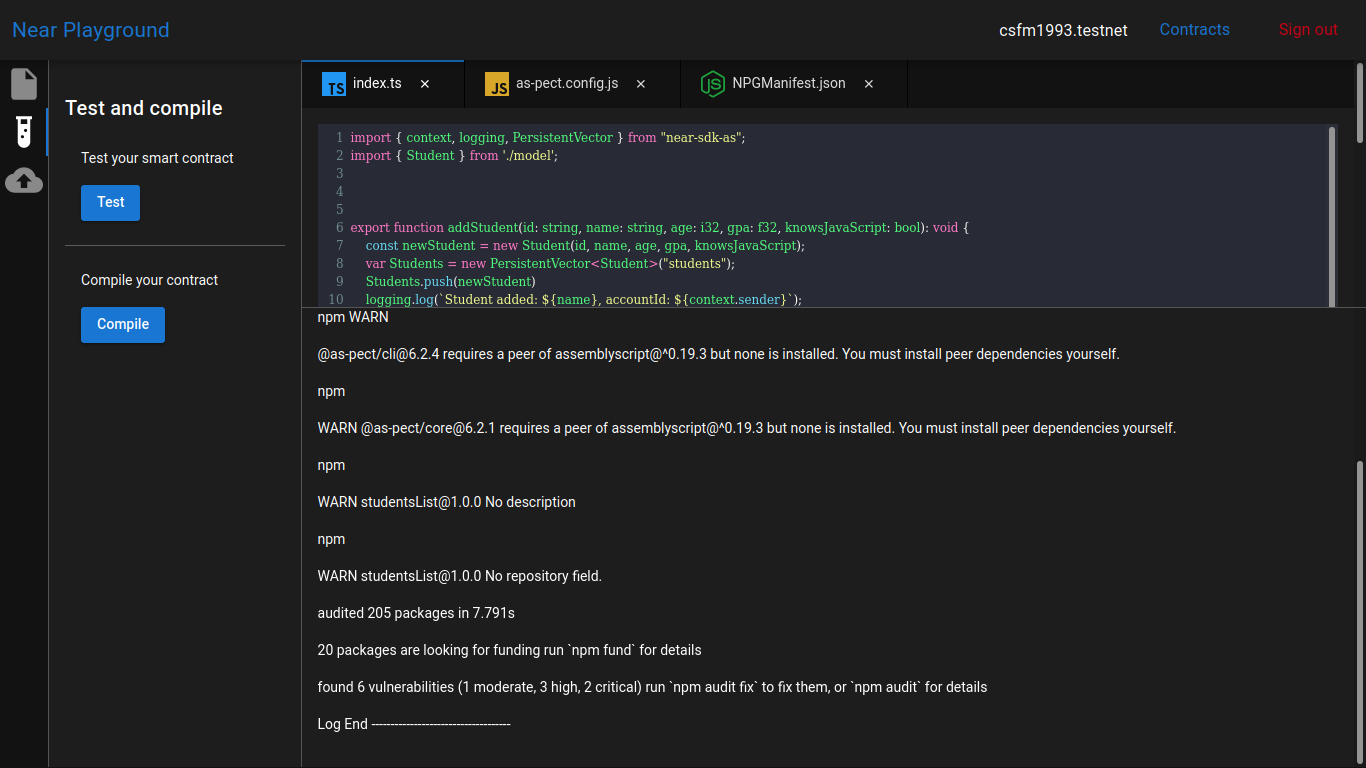 Near Playground
csfm1993.testnet
Contracts
Sign out
Test and compile
Test your smart contract
Test
Compile your contract
Compile
TS index.ts ×
JS as-pect.config.js ×
JS NPGManifest.json ×
1 import { context, logging, PersistentVector } from "near-sdk-as";
2 import { Student } from './model';
3
4
5
6 export function addStudent(id: string, name: string, age: i32, gpa: f32, knowsJavaScript: bool): void {
7 const newStudent = new Student(id, name, age, gpa, knowsJavaScript);
8 var Students = new PersistentVector<Student>("students");
9 Students.push(newStudent)
10 logging.log(`Student added: ${name}, accountId: ${context.sender}`);
npm WARN
@as-pect/cli@6.2.4 requires a peer of assemblyscript@^0.19.3 but none is installed. You must install peer dependencies yourself.
npm
WARN @as-pect/core@6.2.1 requires a peer of assemblyscript@^0.19.3 but none is installed. You must install peer dependencies yourself.
npm
WARN studentsList@1.0.0 No description
npm
WARN studentsList@1.0.0 No repository field.
audited 205 packages in 7.791s
20 packages are looking for funding run `npm fund` for details
found 6 vulnerabilities (1 moderate, 3 high, 2 critical) run `npm audit fix` to fix them, or `npm audit` for details
Log End ------------------------------------